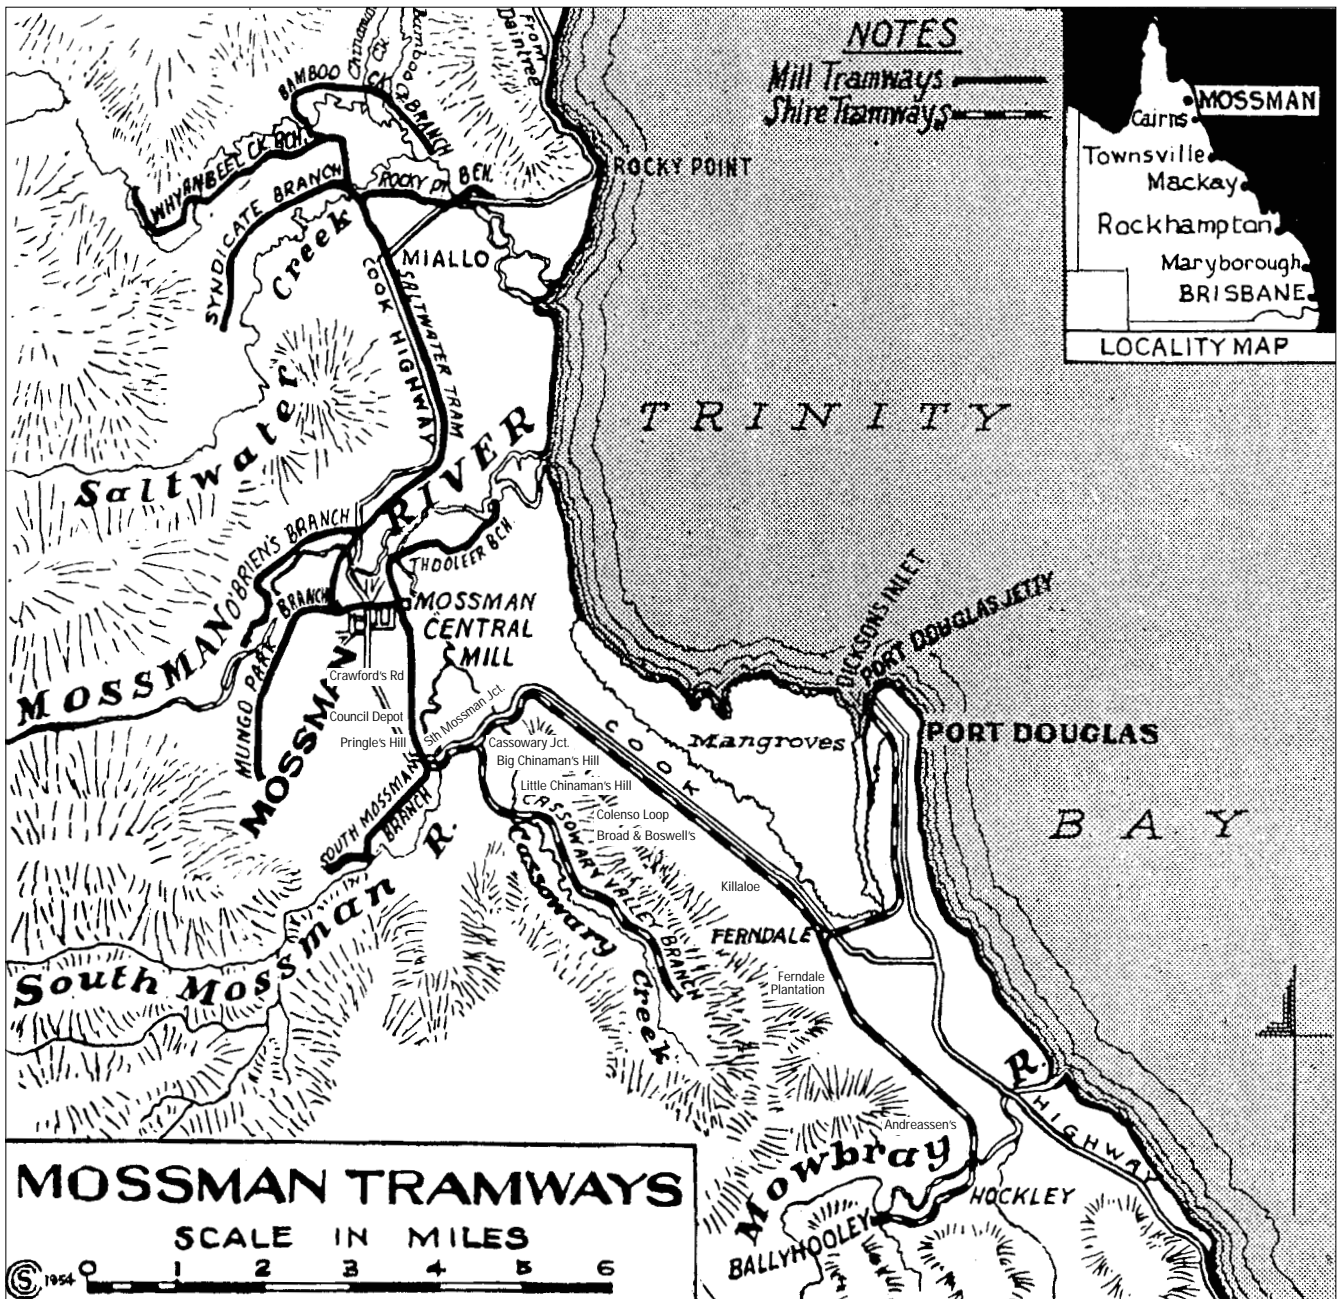 NOTES
Mill Tramways
Shire Tramways
MOSSMAN
Cairns
Townsville
Mackay
Rockhampton
Maryborough
BRISBANE
LOCALITY MAP
Chinaman Ck.
Bamboo Ck
From Daintree
BAMBOO CK BRANCH
ROCKY POINT
WHYANBEEL CK. BCH.
ROCKY PT BCH.
SYNDICATE BRANCH
Creek
MIALLO
COOK HIGHWAY
SALTWATER TRAM
TRINITY
Saltwater
RIVER
O'BRIEN'S BRANCH
THOOLEER BCH.
DICKSON'S INLET
PORT DOUGLAS JETTY
BRANCH
MOSSMAN
CENTRAL
MILL
MOSSMAN
MUNGO PARK
MOSSMAN
Crawford's Rd
Council Depot
Pringle's Hill
Sth Mossman Jct.
Cassowary Jct.
Big Chinaman's Hill
Little Chinaman's Hill
Colenso Loop
Broad & Boswell's
COOK
Mangroves
PORT DOUGLAS
BAY
SOUTH MOSSMAN
BRANCH
R.
CASSOWARY VALLEY BRANCH
Cassowary
Creek
Killaloe
FERNDALE
Ferndale
Plantation
South Mossman
R.
HIGHWAY
Andreassen's
Mowbray
HOCKLEY
BALLYHOOLEY
MOSSMAN TRAMWAYS
SCALE IN MILES
0 1 2 3 4 5 6
1954